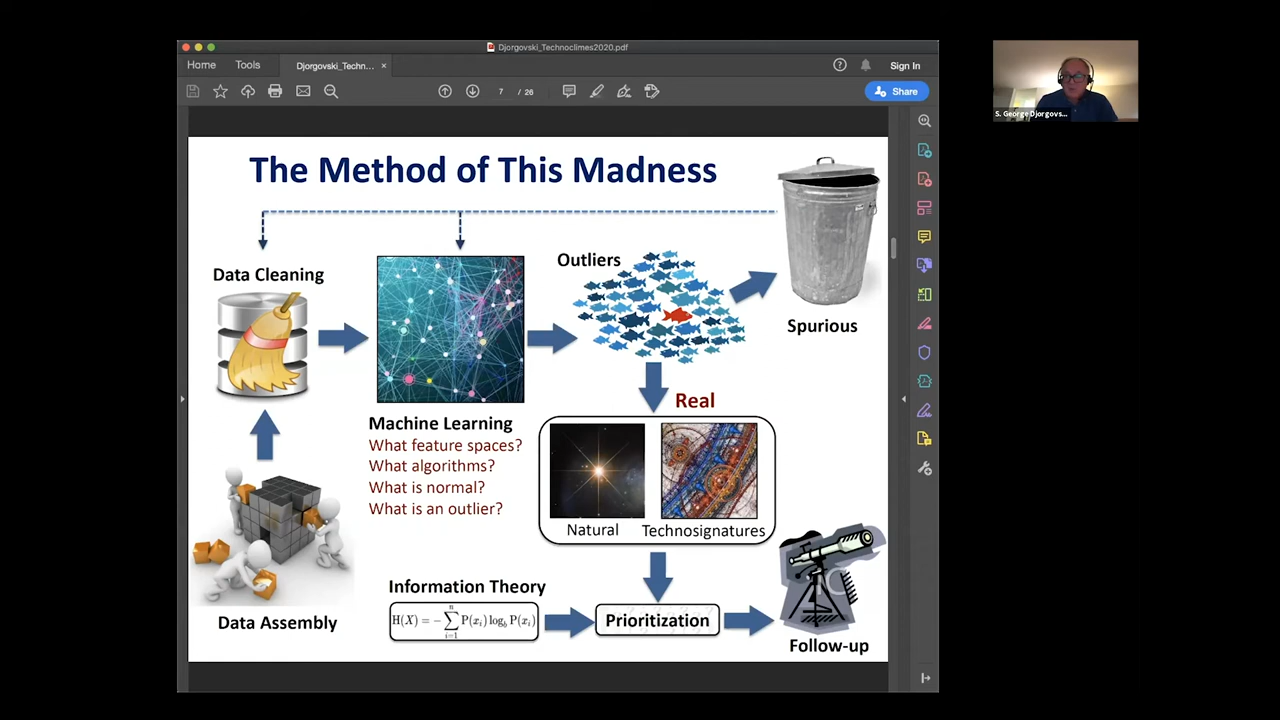 Djorgovski_Technoclimes2020.pdf
Home Tools Djorgovski_Techn... × Sign In
7 / 26 Share
S. George Djorgovs...
The Method of This Madness
Data Cleaning
Outliers
Spurious
Machine Learning
What feature spaces?
What algorithms?
What is normal?
What is an outlier?
Real
Natural Technosignatures
Data Assembly
Information Theory
H(X) = −∑ⁿᵢ₌₁ P(xᵢ) log_b P(xᵢ)
Prioritization
Follow-up